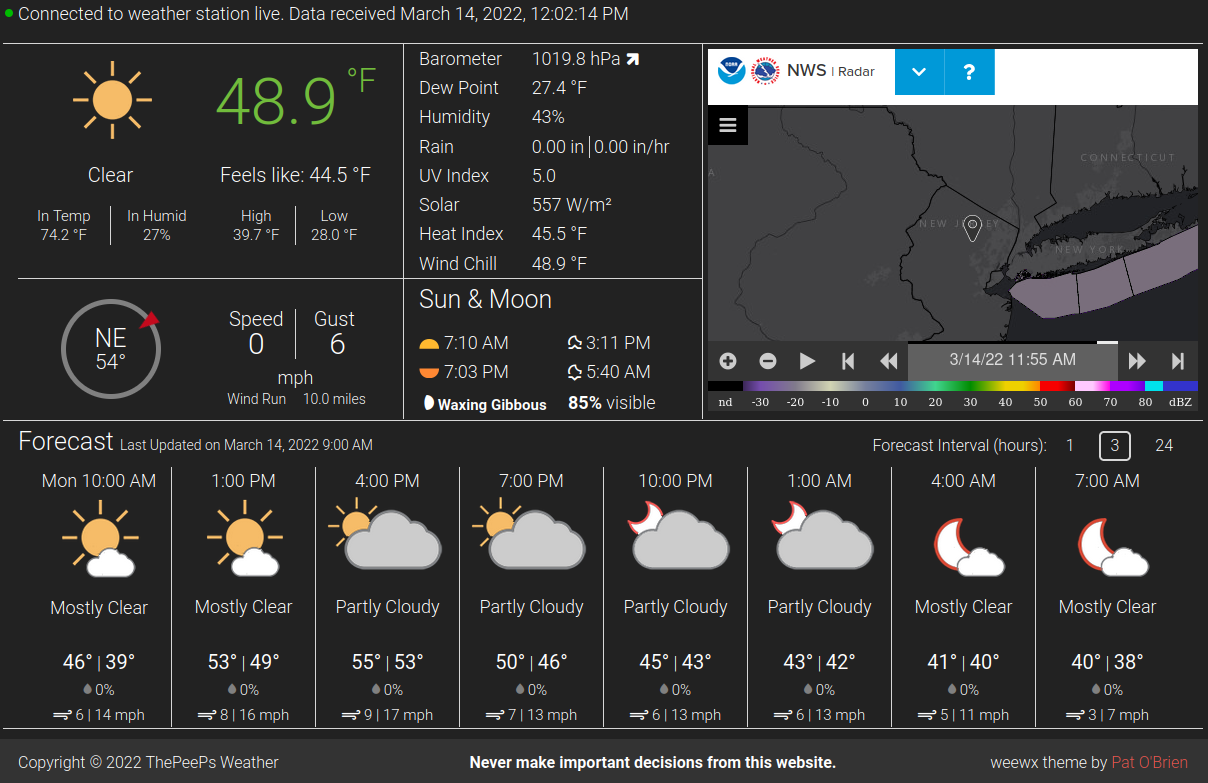 Connected to weather station live. Data received March 14, 2022, 12:02:14 PM
48.9 °F
Clear
Feels like: 44.5 °F
In Temp
74.2 °F
In Humid
27%
High
39.7 °F
Low
28.0 °F
Barometer 1019.8 hPa
Dew Point 27.4 °F
Humidity 43%
Rain 0.00 in | 0.00 in/hr
UV Index 5.0
Solar 557 W/m²
Heat Index 45.5 °F
Wind Chill 48.9 °F
NE
54°
Speed
0
Gust
6
mph
Wind Run 10.0 miles
Sun & Moon
7:10 AM 3:11 PM
7:03 PM 5:40 AM
Waxing Gibbous 85% visible
NOAA
NWS | Radar
?
CONNECTICUT
A
NEW JERSEY
NEW YORK
3/14/22 11:55 AM
nd -30 -20 -10 0 10 20 30 40 50 60 70 80 dBZ
Forecast Last Updated on March 14, 2022 9:00 AM
Forecast Interval (hours): 1 3 24
Mon 10:00 AM 1:00 PM 4:00 PM 7:00 PM 10:00 PM 1:00 AM 4:00 AM 7:00 AM
Mostly Clear Mostly Clear Partly Cloudy Partly Cloudy Partly Cloudy Partly Cloudy Mostly Clear Mostly Clear
46° | 39° 53° | 49° 55° | 53° 50° | 46° 45° | 43° 43° | 42° 41° | 40° 40° | 38°
0% 0% 0% 0% 0% 0% 0% 0%
6 | 14 mph 8 | 16 mph 9 | 17 mph 7 | 13 mph 6 | 13 mph 6 | 13 mph 5 | 11 mph 3 | 7 mph
Copyright © 2022 ThePeePs Weather
Never make important decisions from this website.
weewx theme by Pat O'Brien